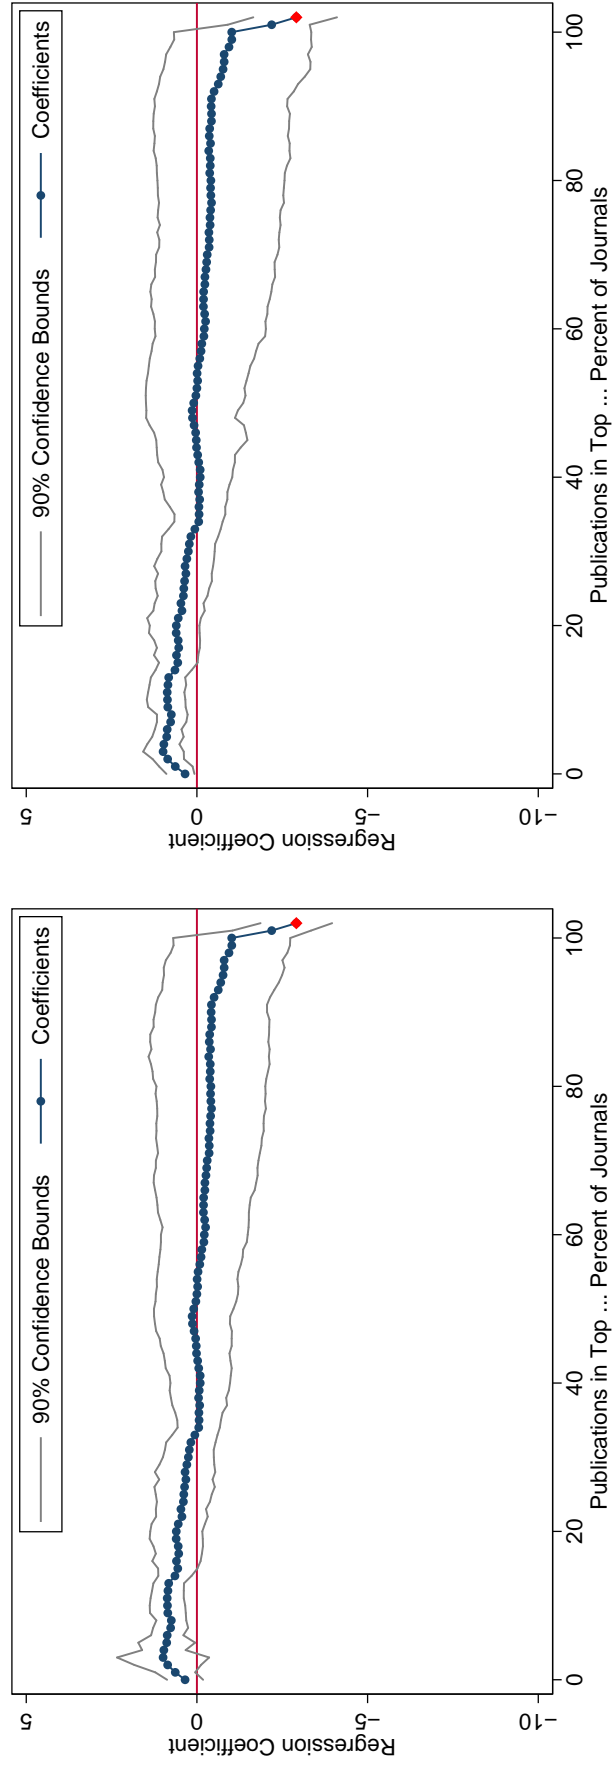 90% Confidence Bounds
Coefficients
Regression Coefficient
5
0
−5
−10
0 20 40 60 80 100
Publications in Top ... Percent of Journals
90% Confidence Bounds
Coefficients
Regression Coefficient
5
0
−5
−10
0 20 40 60 80 100
Publications in Top ... Percent of Journals